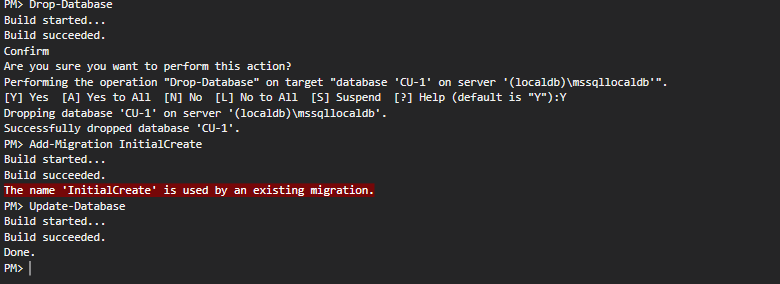 PM> Drop-Database
Build started...
Build succeeded.
Confirm
Are you sure you want to perform this action?
Performing the operation "Drop-Database" on target "database 'CU-1' on server '(localdb)\mssqllocaldb'".
[Y] Yes  [A] Yes to All  [N] No  [L] No to All  [S] Suspend  [?] Help (default is "Y"):Y
Dropping database 'CU-1' on server '(localdb)\mssqllocaldb'.
Successfully dropped database 'CU-1'.
PM> Add-Migration InitialCreate
Build started...
Build succeeded.
The name 'InitialCreate' is used by an existing migration.
PM> Update-Database
Build started...
Build succeeded.
Done.
PM>